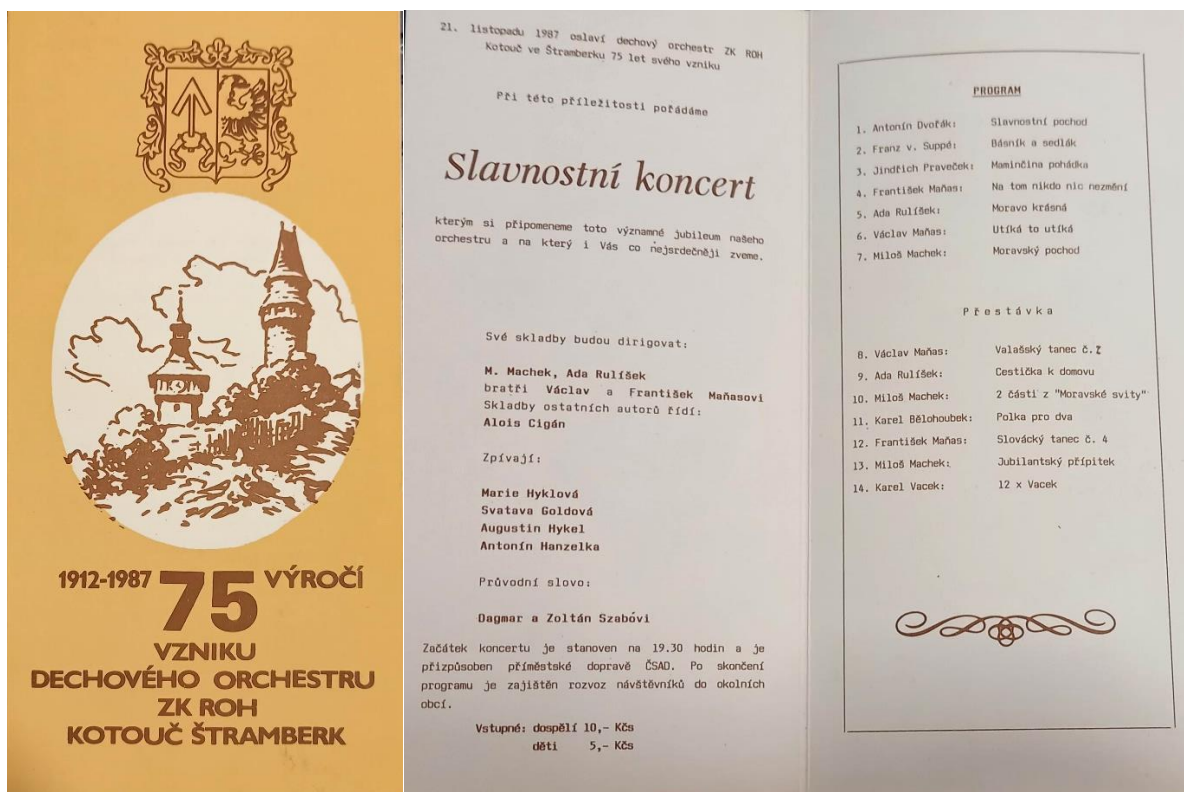 1912-1987 75 VÝROČÍ
VZNIKU
DECHOVÉHO ORCHESTRU
ZK ROH
KOTOUČ ŠTRAMBERK
21. listopadu 1987 oslaví dechový orchestr ZK ROH
Kotouč ve Štramberku 75 let svého vzniku
Při této příležitosti pořádáme
Slavnostní koncert
kterým si připomeneme toto významné jubileum našeho
orchestru a na který i Vás co nejsrdečněji zveme.
Své skladby budou dirigovat:
M. Machek, Ada Rulíšek
bratři Václav a František Maňasovi
Skladby ostatních autorů řídí:
Alois Cigán
Zpívají:
Marie Hyklová
Svatava Goldová
Augustin Hykel
Antonín Hanzelka
Průvodní slovo:
Dagmar a Zoltán Szabóvi
Začátek koncertu je stanoven na 19.30 hodin a je
přizpůsoben příměstské dopravě ČSAD. Po skončení
programu je zajištěn rozvoz návštěvníků do okolních
obcí.
Vstupné: dospělí 10,- Kčs
děti 5,- Kčs
PROGRAM
1. Antonín Dvořák: Slavnostní pochod
2. Franz v. Suppé: Básník a sedlák
3. Jindřich Praveček: Maminčina pohádka
4. František Maňas: Na tom nikdo nic nezmění
5. Ada Rulíšek: Moravo krásná
6. Václav Maňas: Utíká to utíká
7. Miloš Machek: Moravský pochod
Přestávka
8. Václav Maňas: Valašský tanec č. 2
9. Ada Rulíšek: Cestička k domovu
10. Miloš Machek: 2 části z "Moravské svity"
11. Karel Bělohoubek: Polka pro dva
12. František Maňas: Slovácký tanec č. 4
13. Miloš Machek: Jubilantský přípitek
14. Karel Vacek: 12 x Vacek